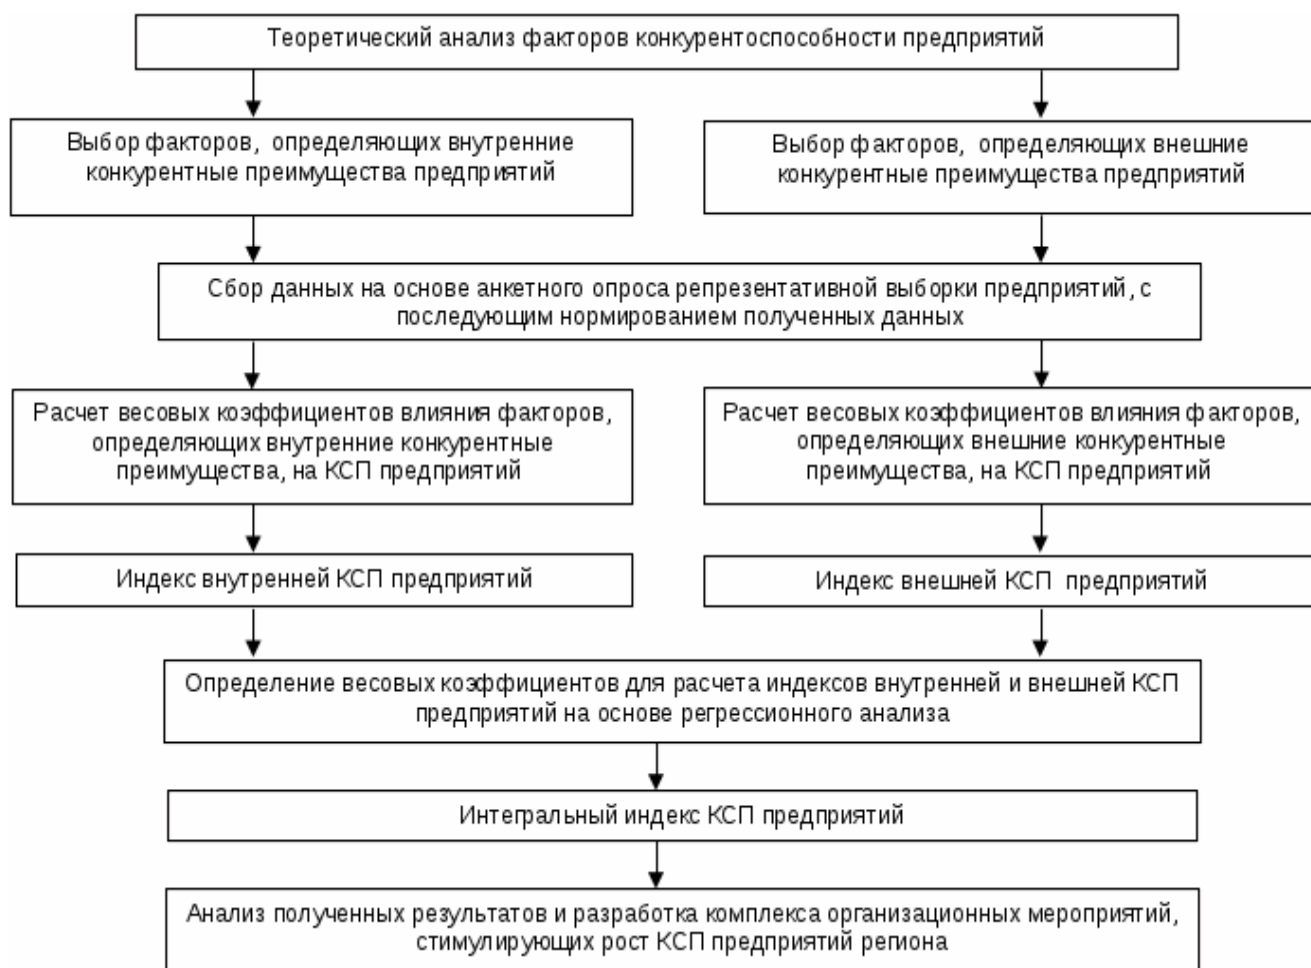 Теоретический анализ факторов конкурентоспособности предприятий
Выбор факторов, определяющих внутренние
конкурентные преимущества предприятий
Выбор факторов, определяющих внешние
конкурентные преимущества предприятий
Сбор данных на основе анкетного опроса репрезентативной выборки предприятий, с
последующим нормированием полученных данных
Расчет весовых коэффициентов влияния факторов,
определяющих внутренние конкурентные
преимущества, на КСП предприятий
Расчет весовых коэффициентов влияния факторов,
определяющих внешние конкурентные
преимущества, на КСП предприятий
Индекс внутренней КСП предприятий
Индекс внешней КСП предприятий
Определение весовых коэффициентов для расчета индексов внутренней и внешней КСП
предприятий на основе регрессионного анализа
Интегральный индекс КСП предприятий
Анализ полученных результатов и разработка комплекса организационных мероприятий,
стимулирующих рост КСП предприятий региона